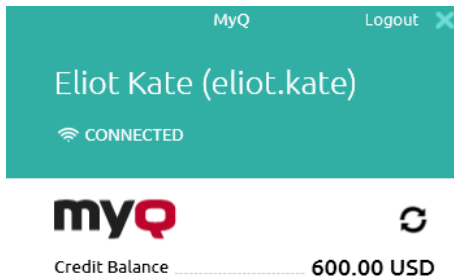 MyQ Logout
Eliot Kate (eliot.kate)
CONNECTED
myQ
Credit Balance 600.00 USD